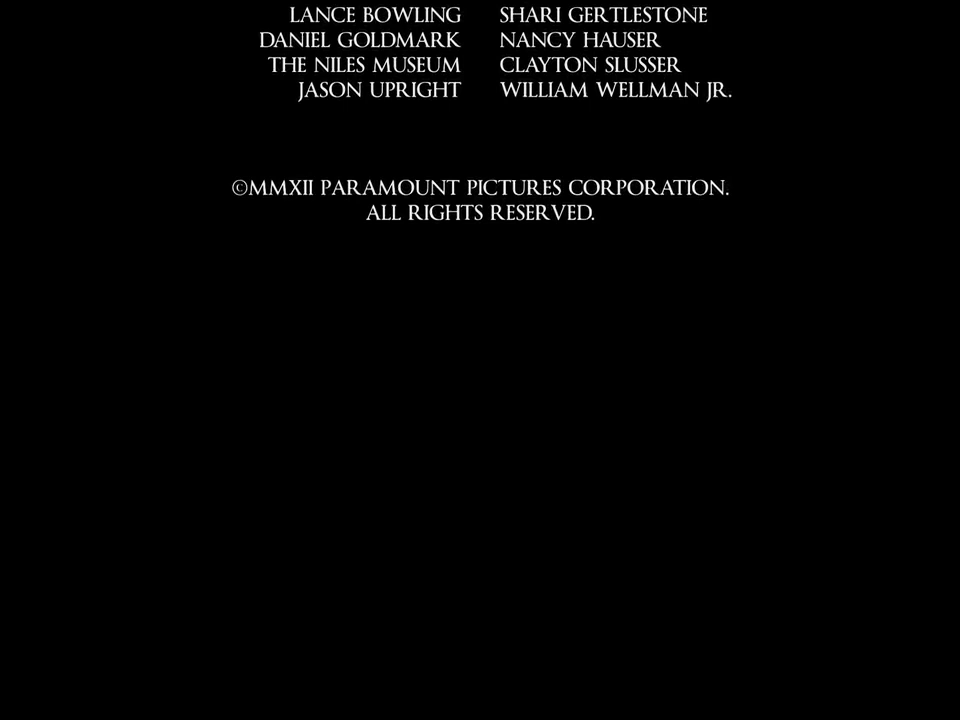 LANCE BOWLING SHARI GERTLESTONE
DANIEL GOLDMARK NANCY HAUSER
THE NILES MUSEUM CLAYTON SLUSSER
JASON UPRIGHT WILLIAM WELLMAN JR.
©MMXII PARAMOUNT PICTURES CORPORATION.
ALL RIGHTS RESERVED.